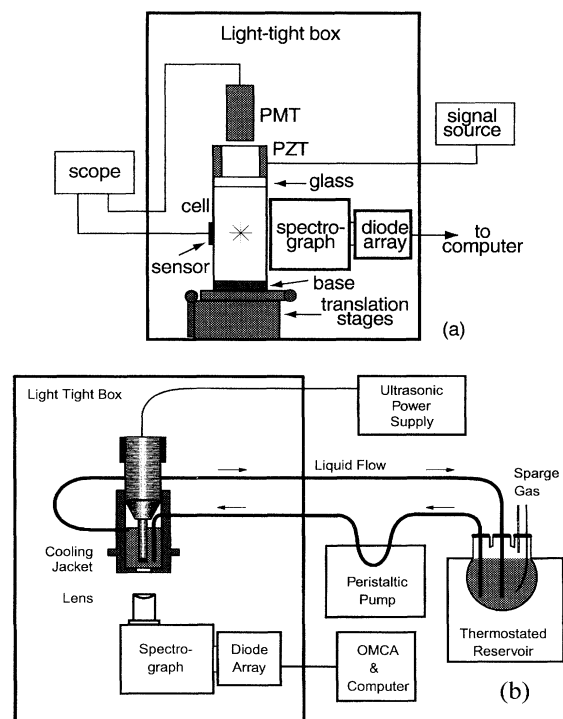 Light-tight box
PMT
PZT
signal
source
scope
glass
cell
spectro-
graph
diode
array
to
computer
sensor
base
translation
stages
(a)
Light Tight Box
Ultrasonic
Power
Supply
Liquid Flow
Sparge
Gas
Cooling
Jacket
Peristaltic
Pump
Lens
Thermostated
Reservoir
Spectro-
graph
Diode
Array
OMCA
&
Computer
(b)